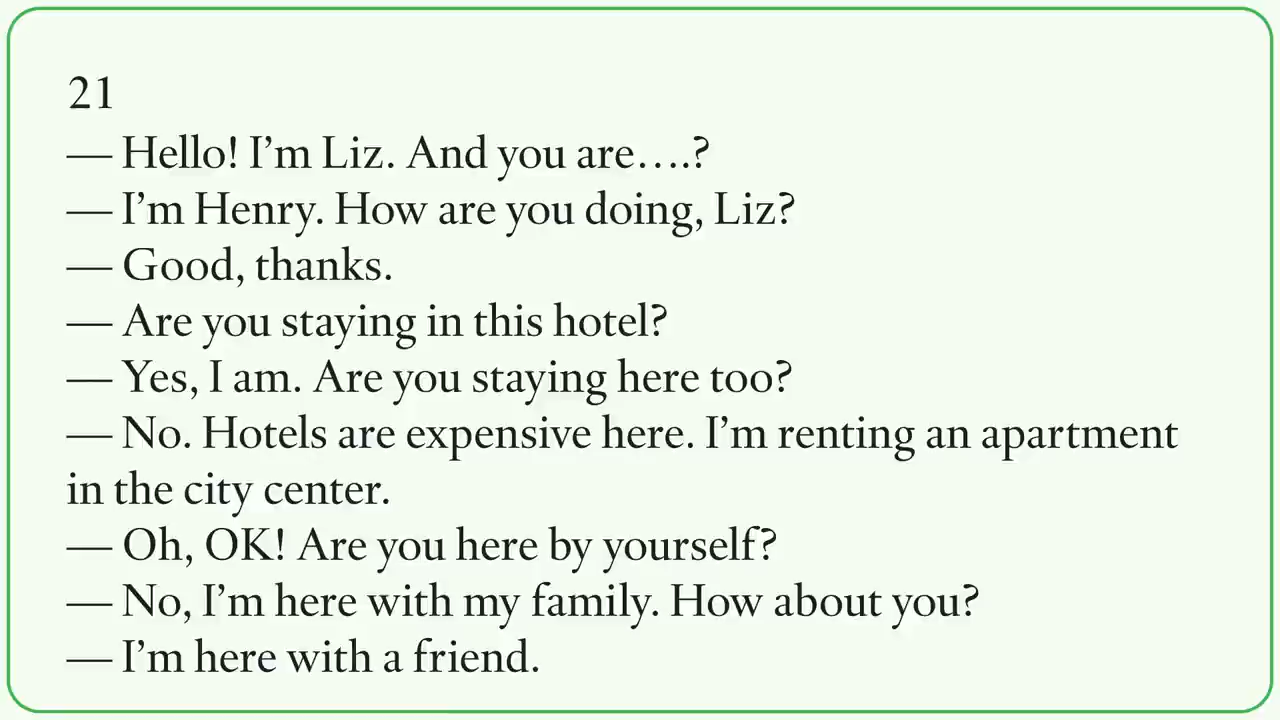 21
— Hello! I’m Liz. And you are….?
— I’m Henry. How are you doing, Liz?
— Good, thanks.
— Are you staying in this hotel?
— Yes, I am. Are you staying here too?
— No. Hotels are expensive here. I’m renting an apartment
in the city center.
— Oh, OK! Are you here by yourself?
— No, I’m here with my family. How about you?
— I’m here with a friend.